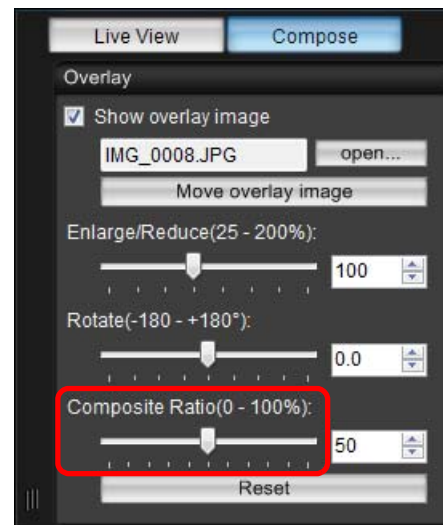 Live View Compose
Overlay
Show overlay image
IMG_0008.JPG open...
Move overlay image
Enlarge/Reduce(25 - 200%):
100
Rotate(-180 - +180°):
0.0
Composite Ratio(0 - 100%):
50
Reset